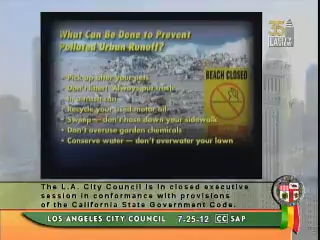 What Can Be Done to Prevent
Polluted Urban Runoff?
• Pick up after your pets
• Don't litter! Always put trash
in a trash can
• Recycle your used motor oil
• Sweep — don't hose down your sidewalk
• Don't overuse garden chemicals
• Conserve water — don't overwater your lawn
BEACH CLOSED
35
The L.A. City Council is in closed executive
session in conformance with provisions
of the California State Government Code.
LOS ANGELES CITY COUNCIL 7-25-12 CC SAP